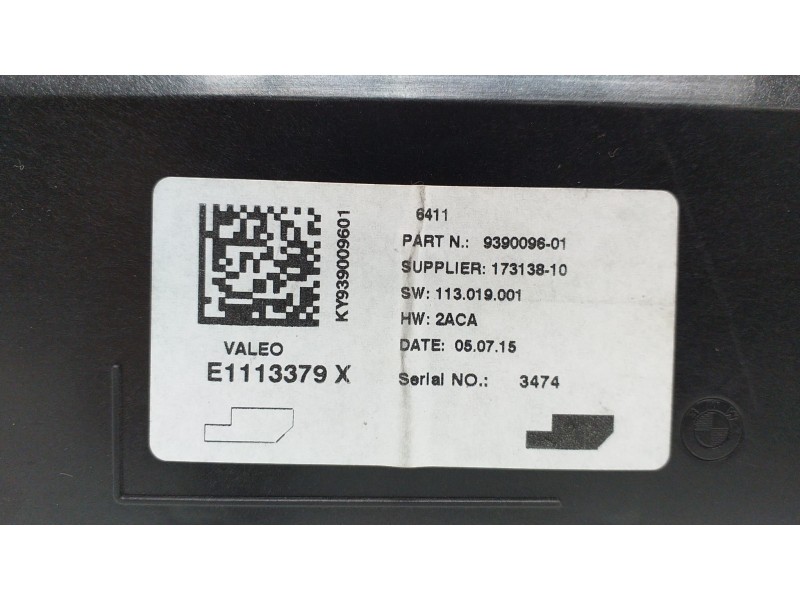 6411
PART N.: 9390096-01
SUPPLIER: 173138-10
SW: 113.019.001
HW: 2ACA
DATE: 05.07.15
Serial NO.: 3474
KY939009601
VALEO
E1113379 X